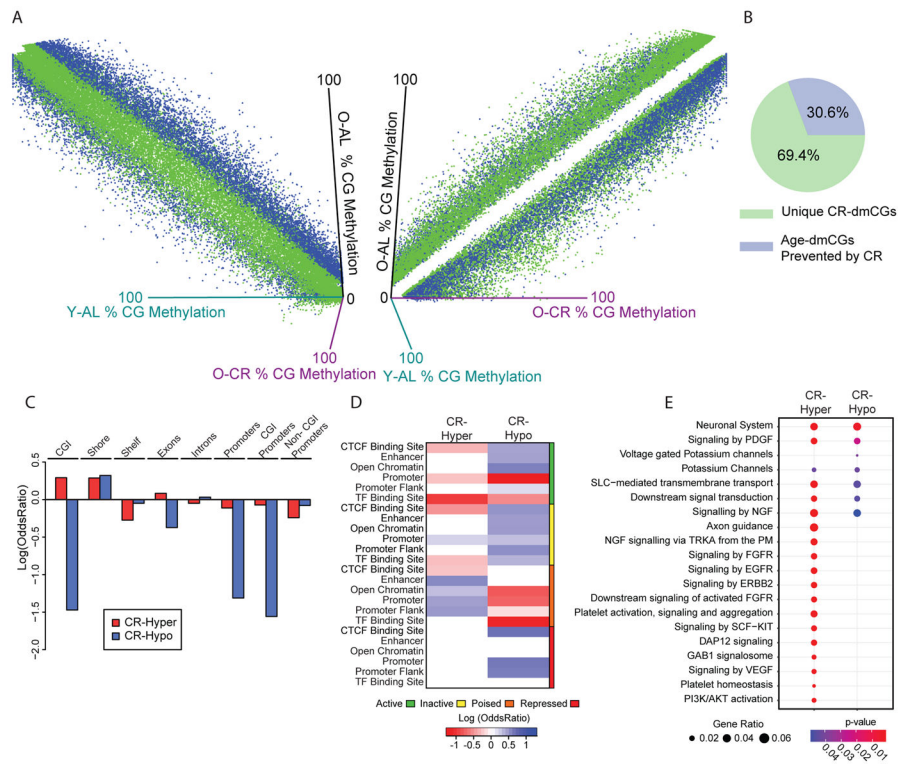 A
B
100
O-AL % CG Methylation
0
100
Y-AL % CG Methylation
100
O-CR % CG Methylation
100
O-AL % CG Methylation
0
100
O-CR % CG Methylation
100
Y-AL % CG Methylation
30.6%
69.4%
Unique CR-dmCGs
Age-dmCGs
Prevented by CR
C
CGI
Shore
Shelf
Exons
Introns
Promoters
CGI
Promoters
Non-CGI
Promoters
Log(OddsRatio)
0.5
0.0
−0.5
−1.0
−1.5
−2.0
CR-Hyper
CR-Hypo
D
CR-
Hyper
CR-
Hypo
CTCF Binding Site
Enhancer
Open Chromatin
Promoter
Promoter Flank
TF Binding Site
CTCF Binding Site
Enhancer
Open Chromatin
Promoter
Promoter Flank
TF Binding Site
CTCF Binding Site
Enhancer
Open Chromatin
Promoter
Promoter Flank
TF Binding Site
CTCF Binding Site
Enhancer
Open Chromatin
Promoter
Promoter Flank
TF Binding Site
Active
Inactive
Poised
Repressed
Log (OddsRatio)
-1 -0.5 0 0.5 1
E
CR-
Hyper
CR-
Hypo
Neuronal System
Signaling by PDGF
Voltage gated Potassium channels
Potassium Channels
SLC−mediated transmembrane transport
Downstream signal transduction
Signalling by NGF
Axon guidance
NGF signalling via TRKA from the PM
Signaling by FGFR
Signaling by EGFR
Signaling by ERBB2
Downstream signaling of activated FGFR
Platelet activation, signaling and aggregation
Signaling by SCF−KIT
DAP12 signaling
GAB1 signalosome
Signaling by VEGF
Platelet homeostasis
PI3K/AKT activation
Gene Ratio
0.02 0.04 0.06
p-value
0.04 0.03 0.02 0.01